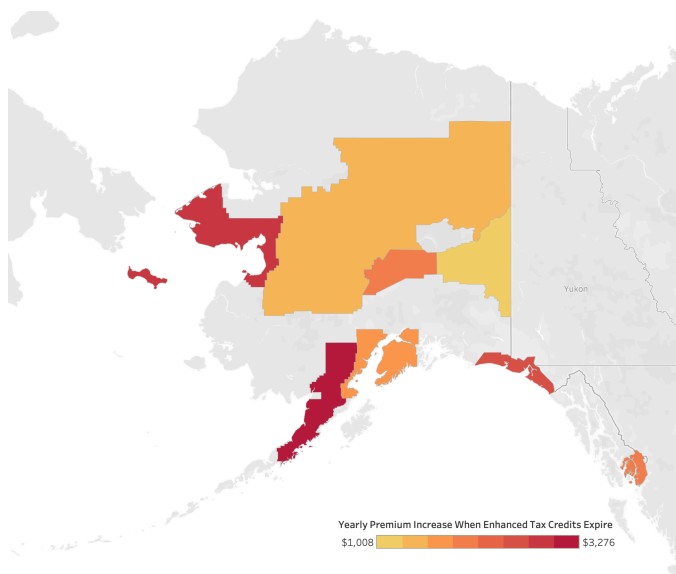 Yukon
Yearly Premium Increase When Enhanced Tax Credits Expire
$1,008 $3,276